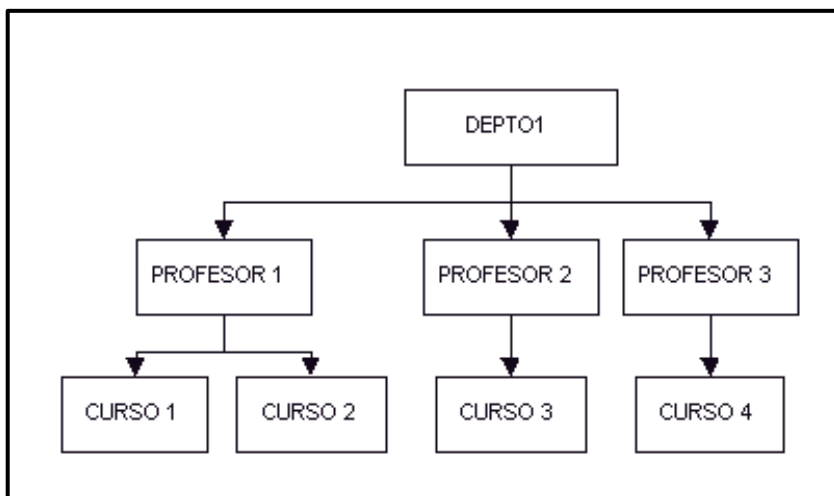 DEPTO1
PROFESOR 1
PROFESOR 2
PROFESOR 3
CURSO 1
CURSO 2
CURSO 3
CURSO 4